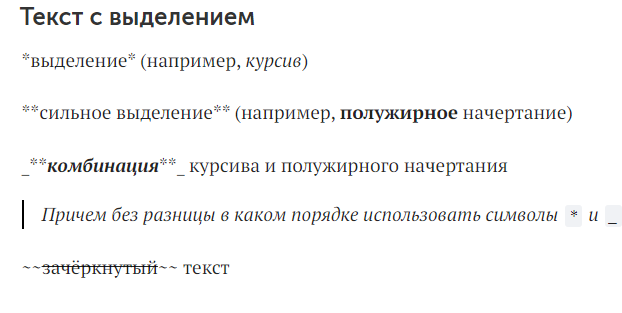 Текст с выделением
*выделение* (например, курсив)
**сильное выделение** (например, полужирное начертание)
_**комбинация**_ курсива и полужирного начертания
Причем без разницы в каком порядке использовать символы * и _
~~зачёркнутый~~ текст